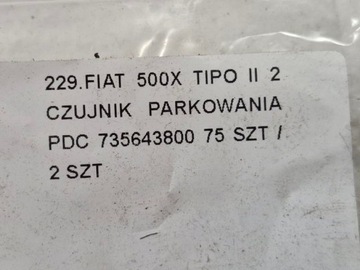 229.FIAT 500X TIPO II 2
CZUJNIK PARKOWANIA
PDC 735643800 75 SZT /
2 SZT